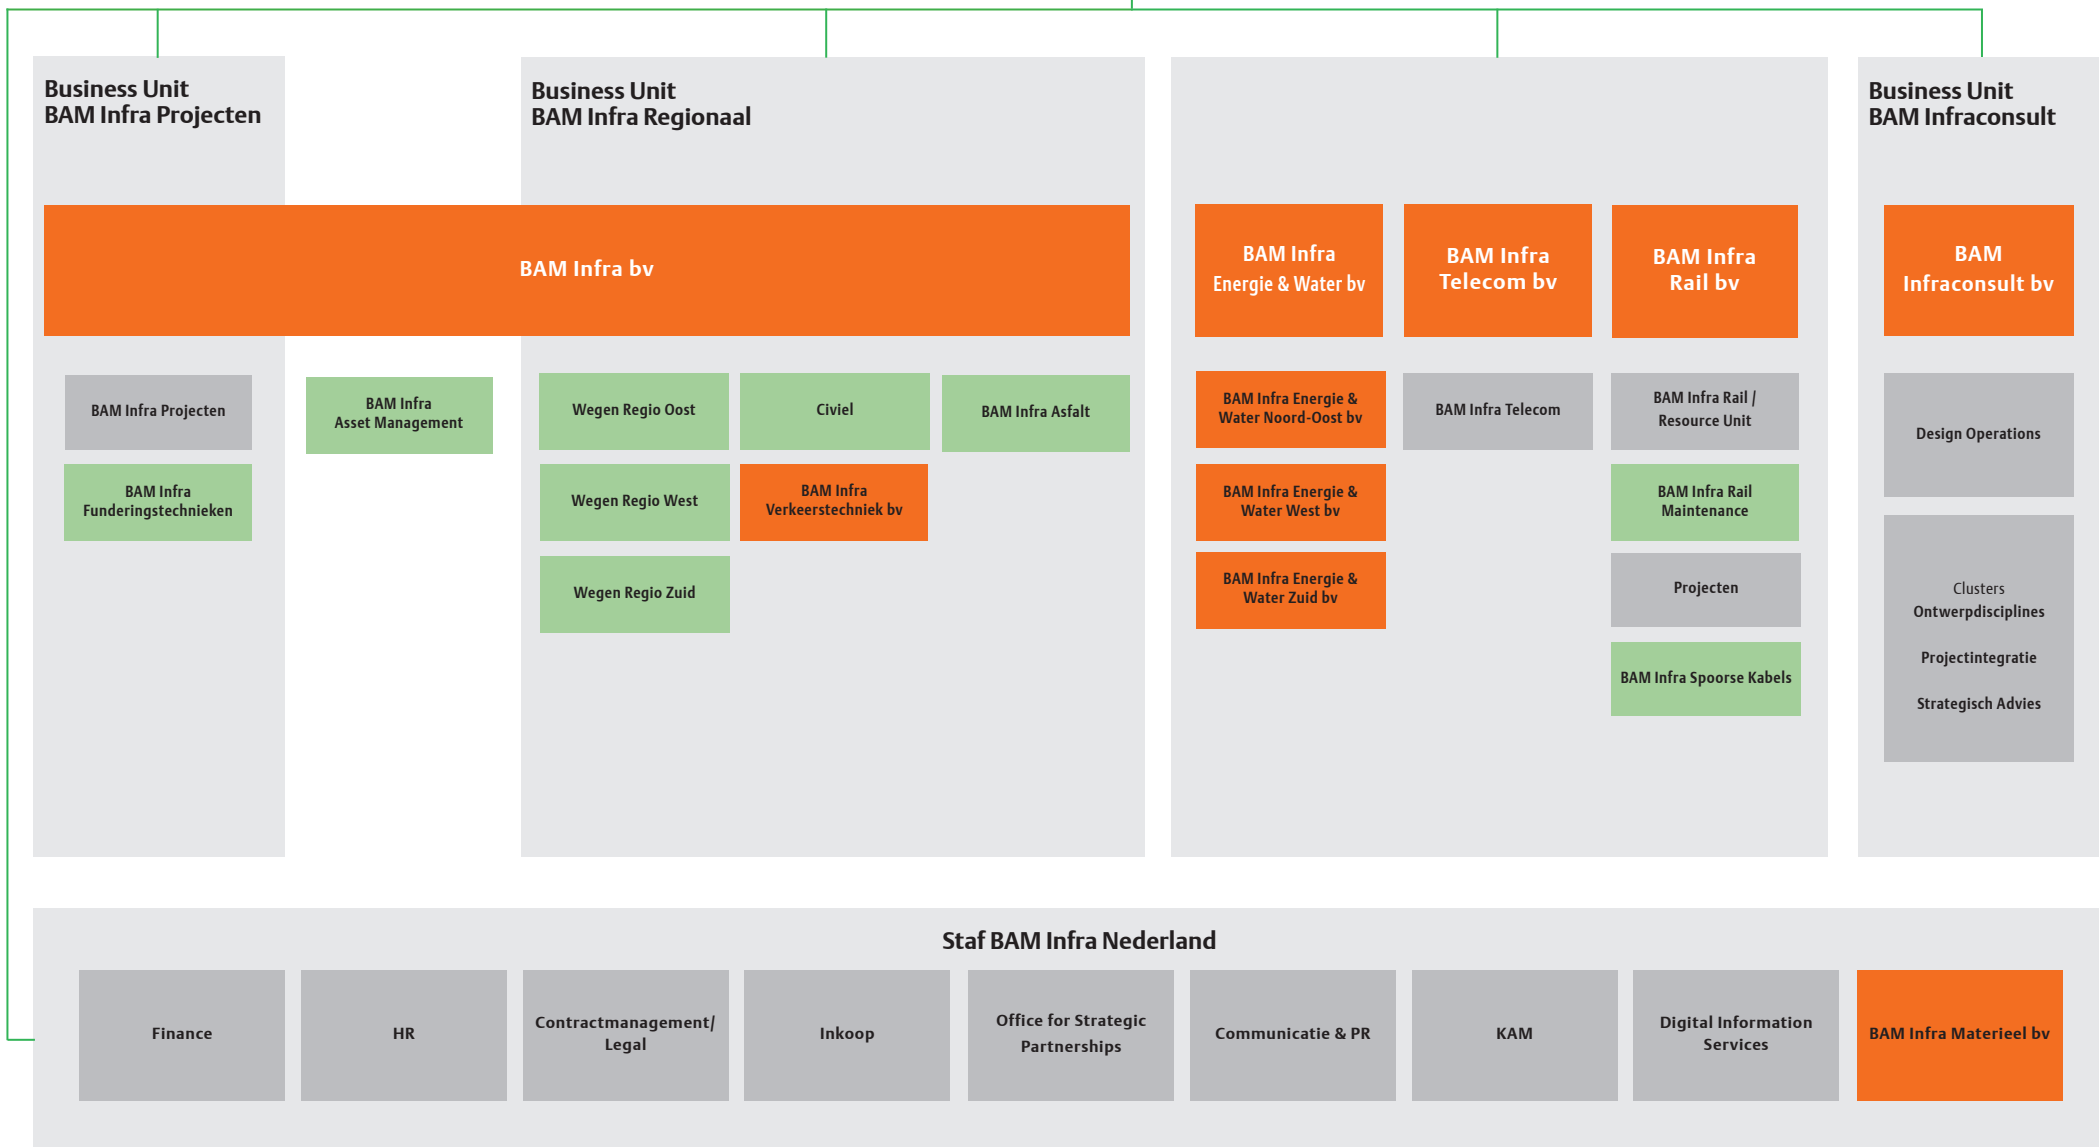 Business Unit
BAM Infra Projecten
Business Unit
BAM Infra Regionaal
Business Unit
BAM Infraconsult
BAM Infra bv
BAM Infra
Energie & Water bv
BAM Infra
Telecom bv
BAM Infra
Rail bv
BAM
Infraconsult bv
BAM Infra Projecten
BAM Infra
Funderingstechnieken
BAM Infra
Asset Management
Wegen Regio Oost
Wegen Regio West
Wegen Regio Zuid
Civiel
BAM Infra
Verkeerstechniek bv
BAM Infra Asfalt
BAM Infra Energie &
Water Noord-Oost bv
BAM Infra Energie &
Water West bv
BAM Infra Energie &
Water Zuid bv
BAM Infra Telecom
BAM Infra Rail /
Resource Unit
BAM Infra Rail
Maintenance
Projecten
BAM Infra Spoorse Kabels
Design Operations
Clusters
Ontwerpdisciplines
Projectintegratie
Strategisch Advies
Staf BAM Infra Nederland
Finance
HR
Contractmanagement/
Legal
Inkoop
Office for Strategic
Partnerships
Communicatie & PR
KAM
Digital Information
Services
BAM Infra Materieel bv